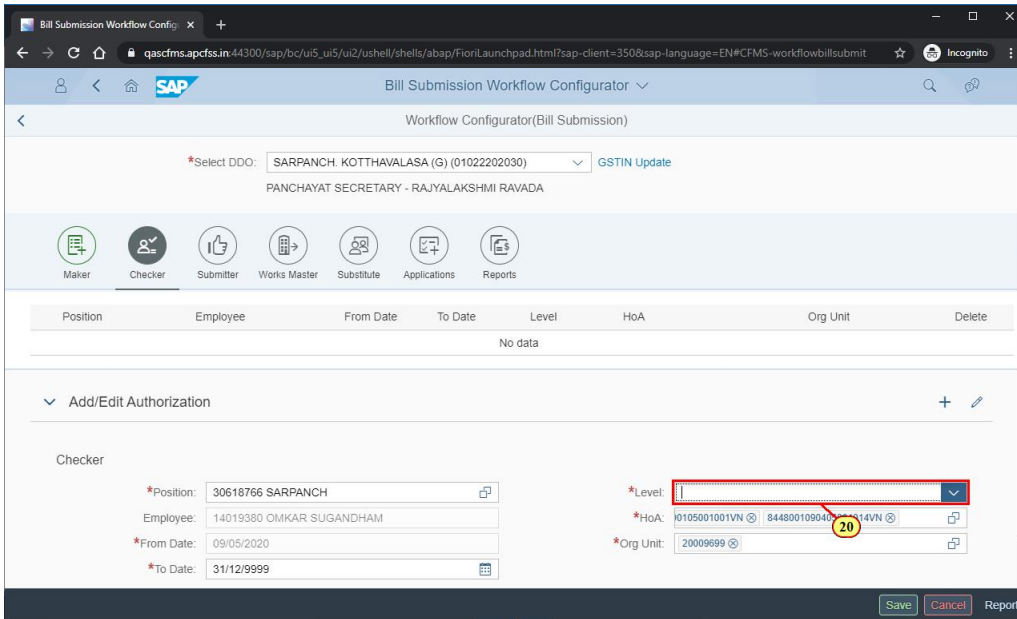 Bill Submission Workflow Config
qascfms.apcfss.in:44300/sap/bc/ui5_ui5/ui2/ushell/shells/abap/FioriLaunchpad.html?sap-client=350&sap-language=EN#CFMS-workflowbillsubmit Incognito
SAP Bill Submission Workflow Configurator
Workflow Configurator(Bill Submission)
*Select DDO: SARPANCH. KOTTHAVALASA (G) (01022202030) GSTIN Update
PANCHAYAT SECRETARY - RAJYALAKSHMI RAVADA
Maker Checker Submitter Works Master Substitute Applications Reports
Position Employee From Date To Date Level HoA Org Unit Delete
No data
Add/Edit Authorization
Checker
*Position: 30618766 SARPANCH *Level:
Employee: 14019380 OMKAR SUGANDHAM *HoA:
20
*From Date: 09/05/2020 *Org Unit: 20009699
*To Date: 31/12/9999
Save Cancel Report